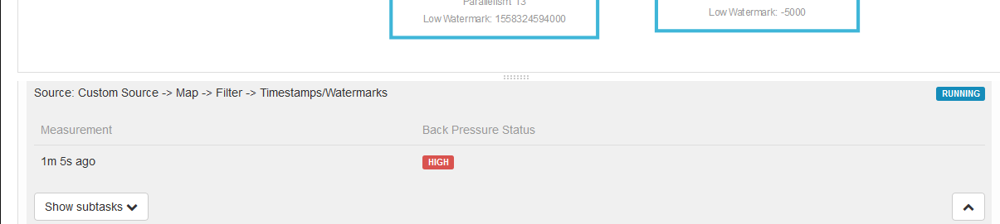 Parallelism: 13
Low Watermark: 1558324594000
Low Watermark: -5000
Source: Custom Source -> Map -> Filter -> Timestamps/Watermarks
RUNNING
Measurement
Back Pressure Status
1m 5s ago
HIGH
Show subtasks